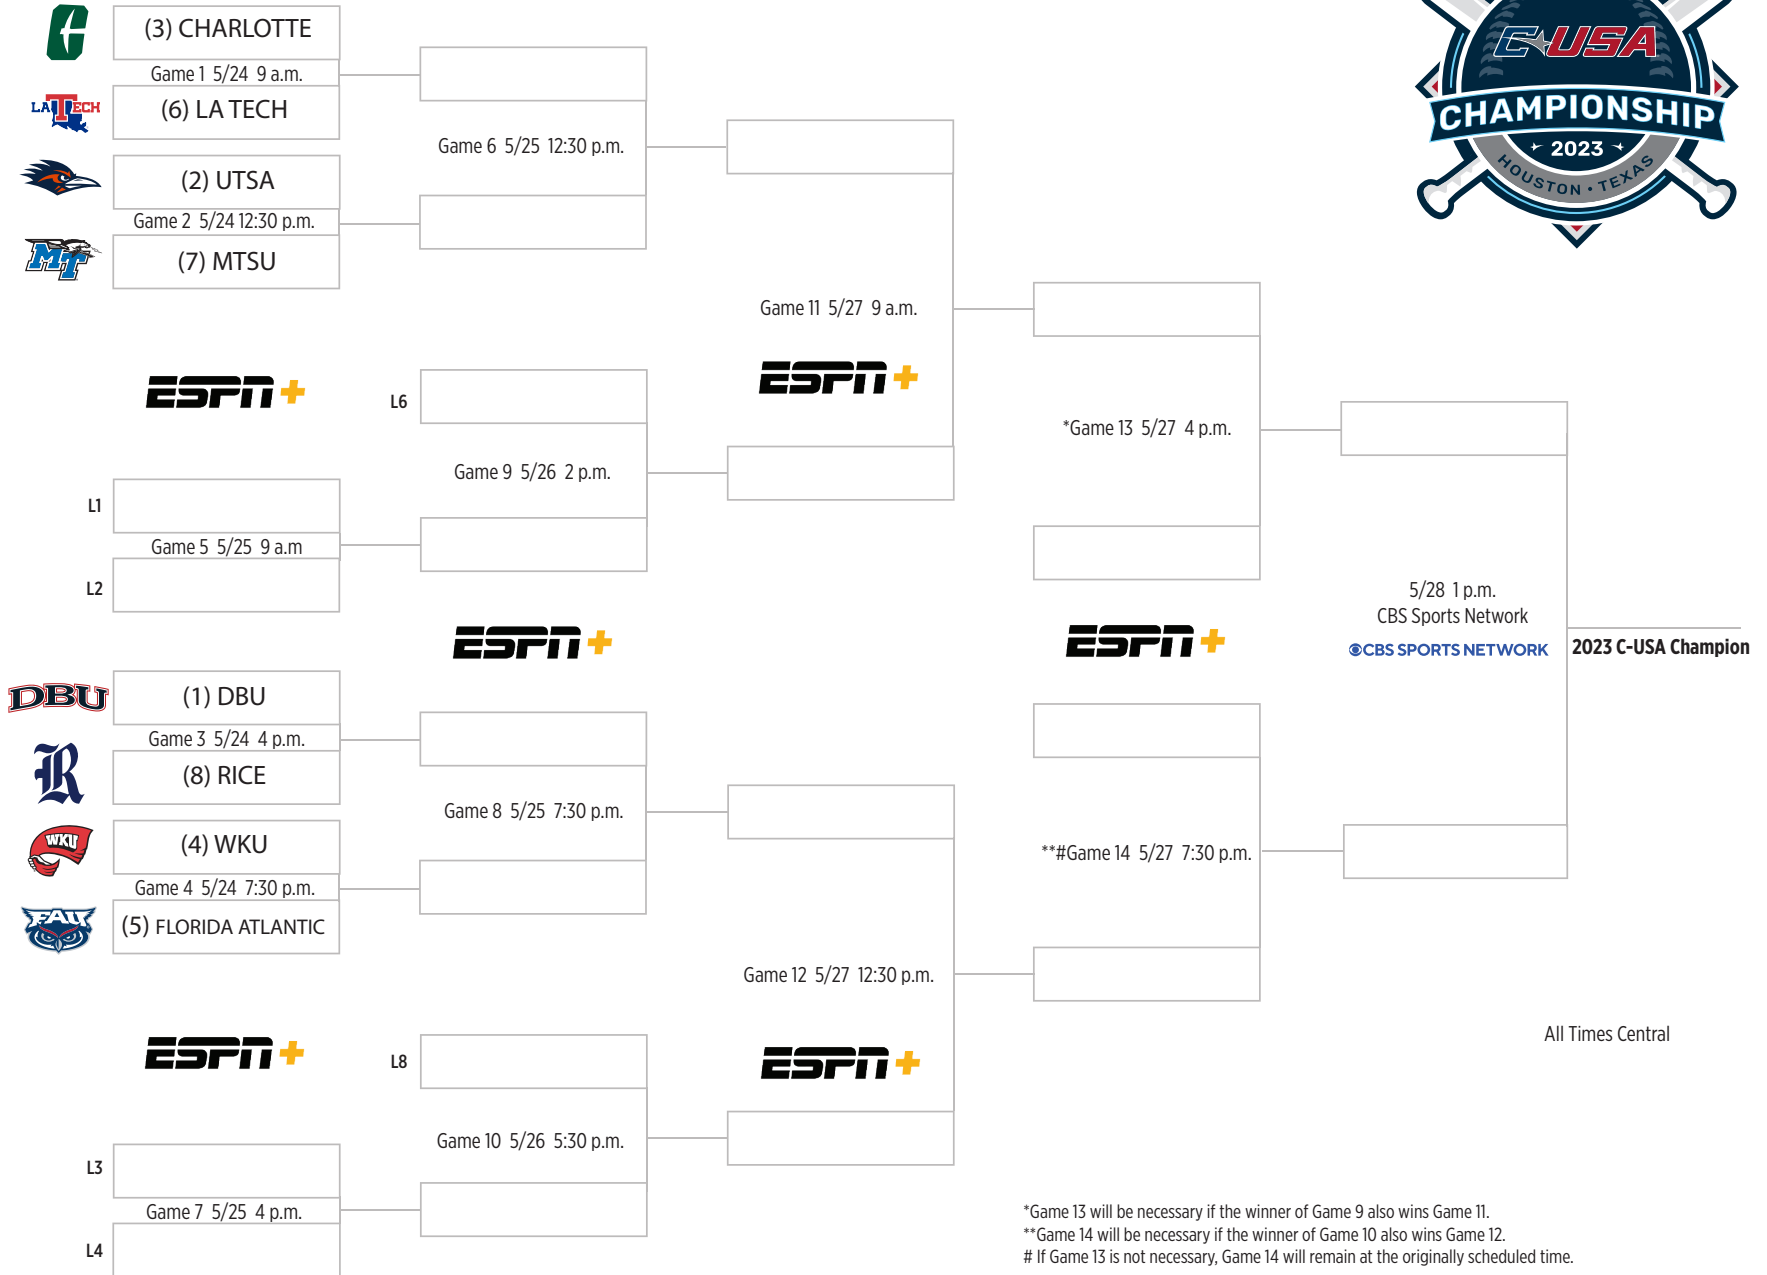 (3) CHARLOTTE
Game 1 5/24 9 a.m.
LA TECH
(6) LA TECH
(2) UTSA
Game 2 5/24 12:30 p.m.
MT
(7) MTSU
Game 6 5/25 12:30 p.m.
C USA
CHAMPIONSHIP
2023
HOUSTON • TEXAS
Game 11 5/27 9 a.m.
ESPN+
ESPN+
L6
Game 9 5/26 2 p.m.
L1
Game 5 5/25 9 a.m
L2
*Game 13 5/27 4 p.m.
ESPN+
ESPN+
5/28 1 p.m.
CBS Sports Network
CBS SPORTS NETWORK
2023 C-USA Champion
DBU
(1) DBU
Game 3 5/24 4 p.m.
R
(8) RICE
WKU
(4) WKU
Game 4 5/24 7:30 p.m.
FAU
(5) FLORIDA ATLANTIC
Game 8 5/25 7:30 p.m.
**#Game 14 5/27 7:30 p.m.
Game 12 5/27 12:30 p.m.
ESPN+
ESPN+
L8
Game 10 5/26 5:30 p.m.
L3
Game 7 5/25 4 p.m.
L4
All Times Central
*Game 13 will be necessary if the winner of Game 9 also wins Game 11.
**Game 14 will be necessary if the winner of Game 10 also wins Game 12.
# If Game 13 is not necessary, Game 14 will remain at the originally scheduled time.